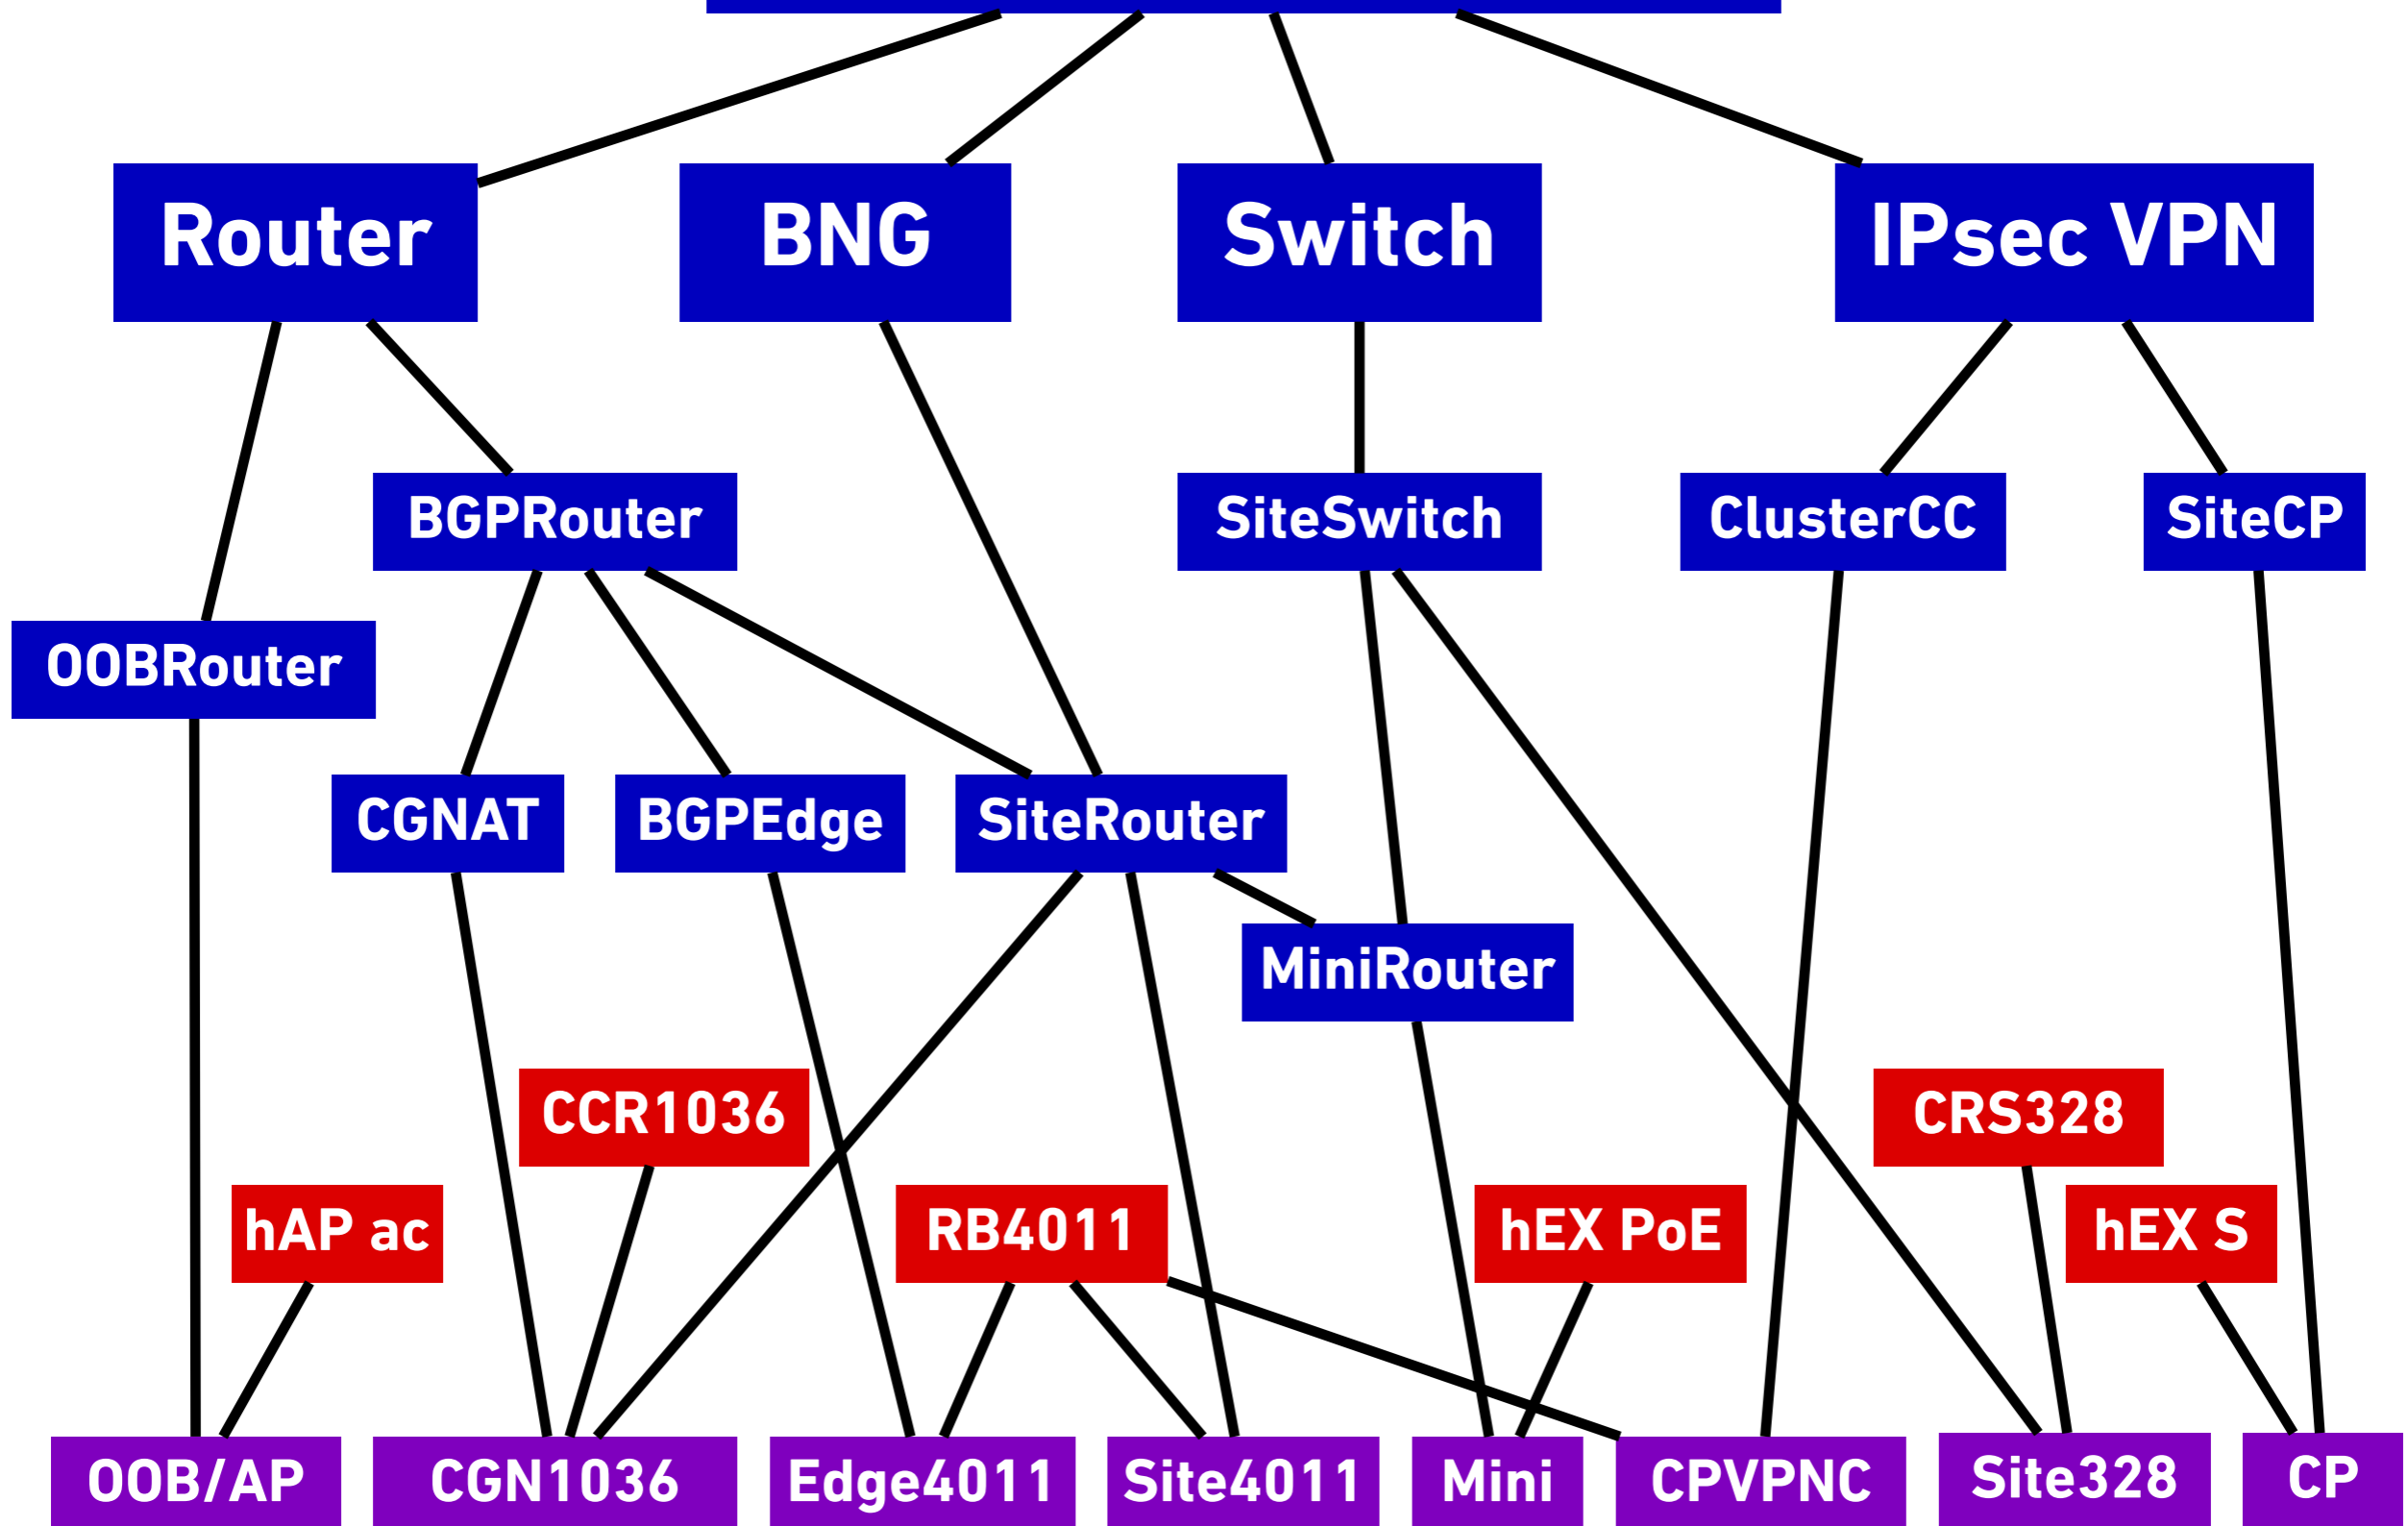 Router
BNG
Switch
IPsec VPN
BGPRouter
SiteSwitch
ClusterCC
SiteCP
OOBRouter
CGNAT
BGPEdge
SiteRouter
MiniRouter
CCR1036
CRS328
hAP ac
RB4011
hEX PoE
hEX S
OOB/AP
CGN1036
Edge4011
Site4011
Mini
CPVPNC
Site328
CP